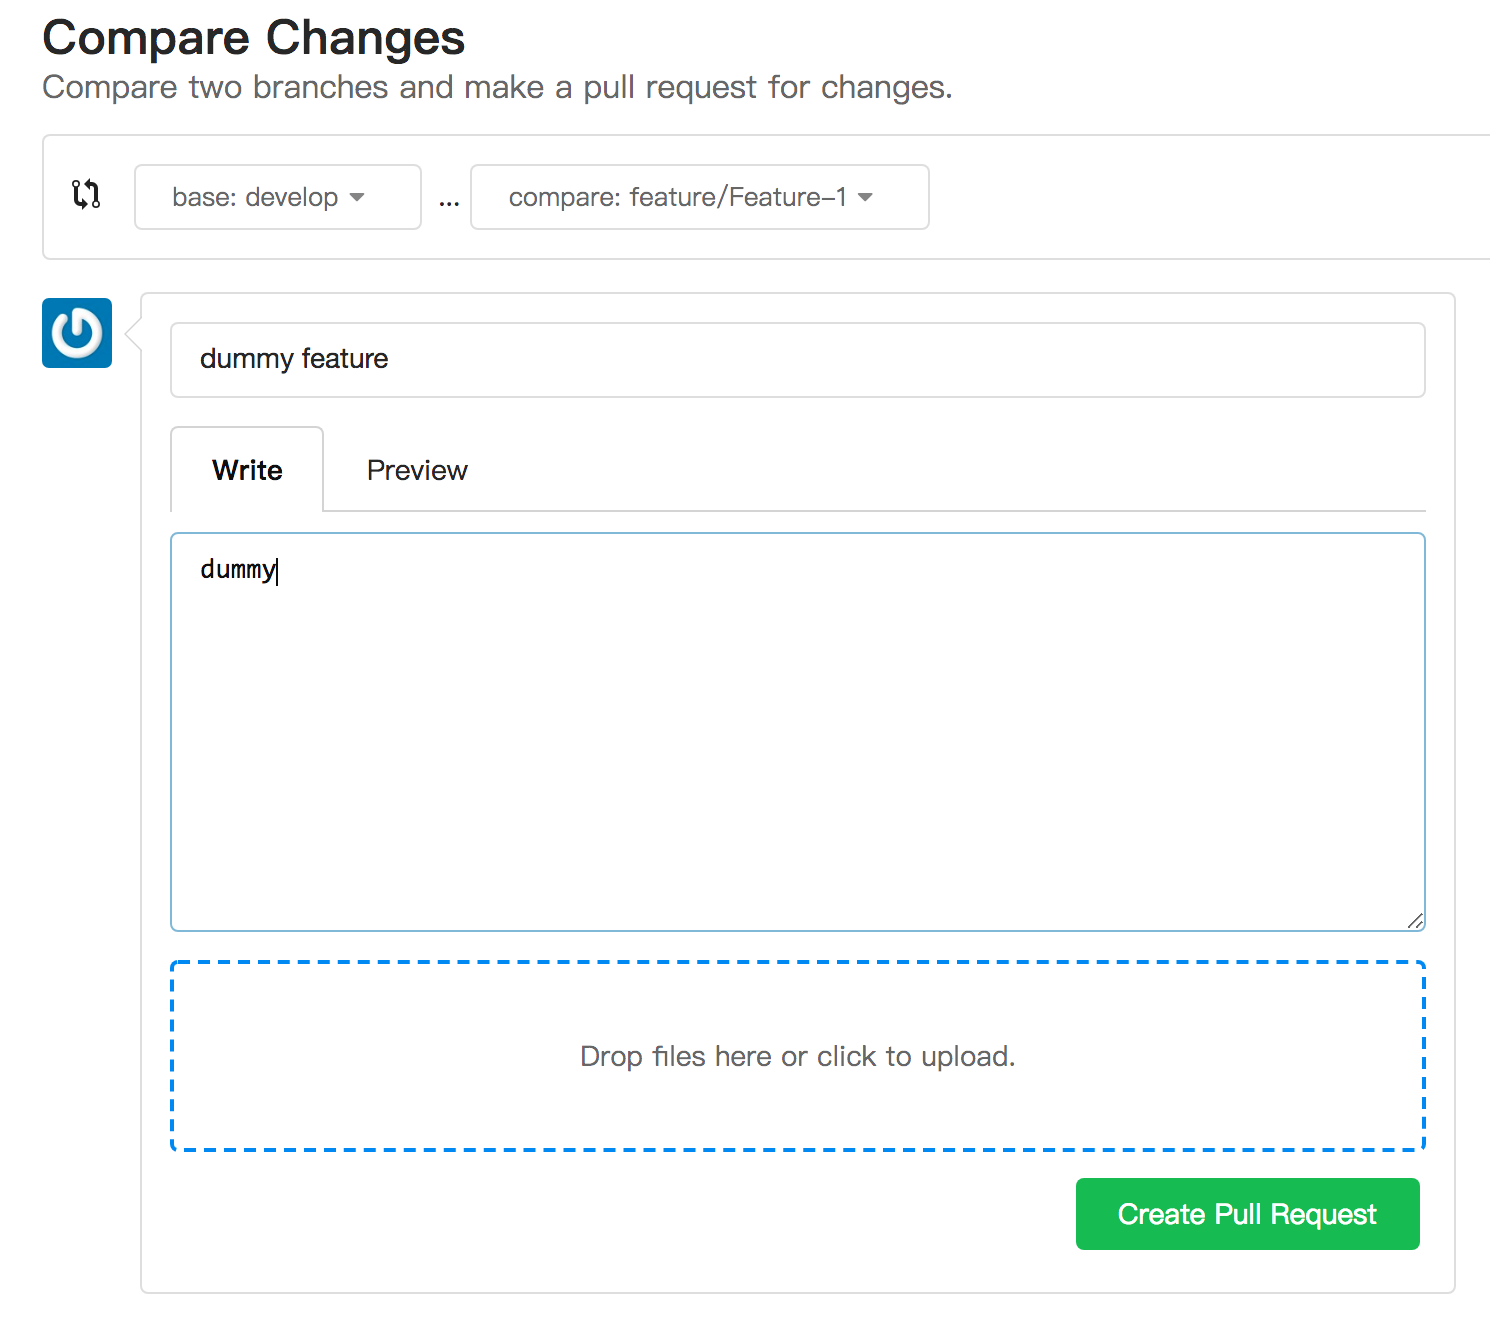 Compare Changes
Compare two branches and make a pull request for changes.
base: develop ... compare: feature/Feature-1
dummy feature
Write Preview
dummy
Drop files here or click to upload.
Create Pull Request